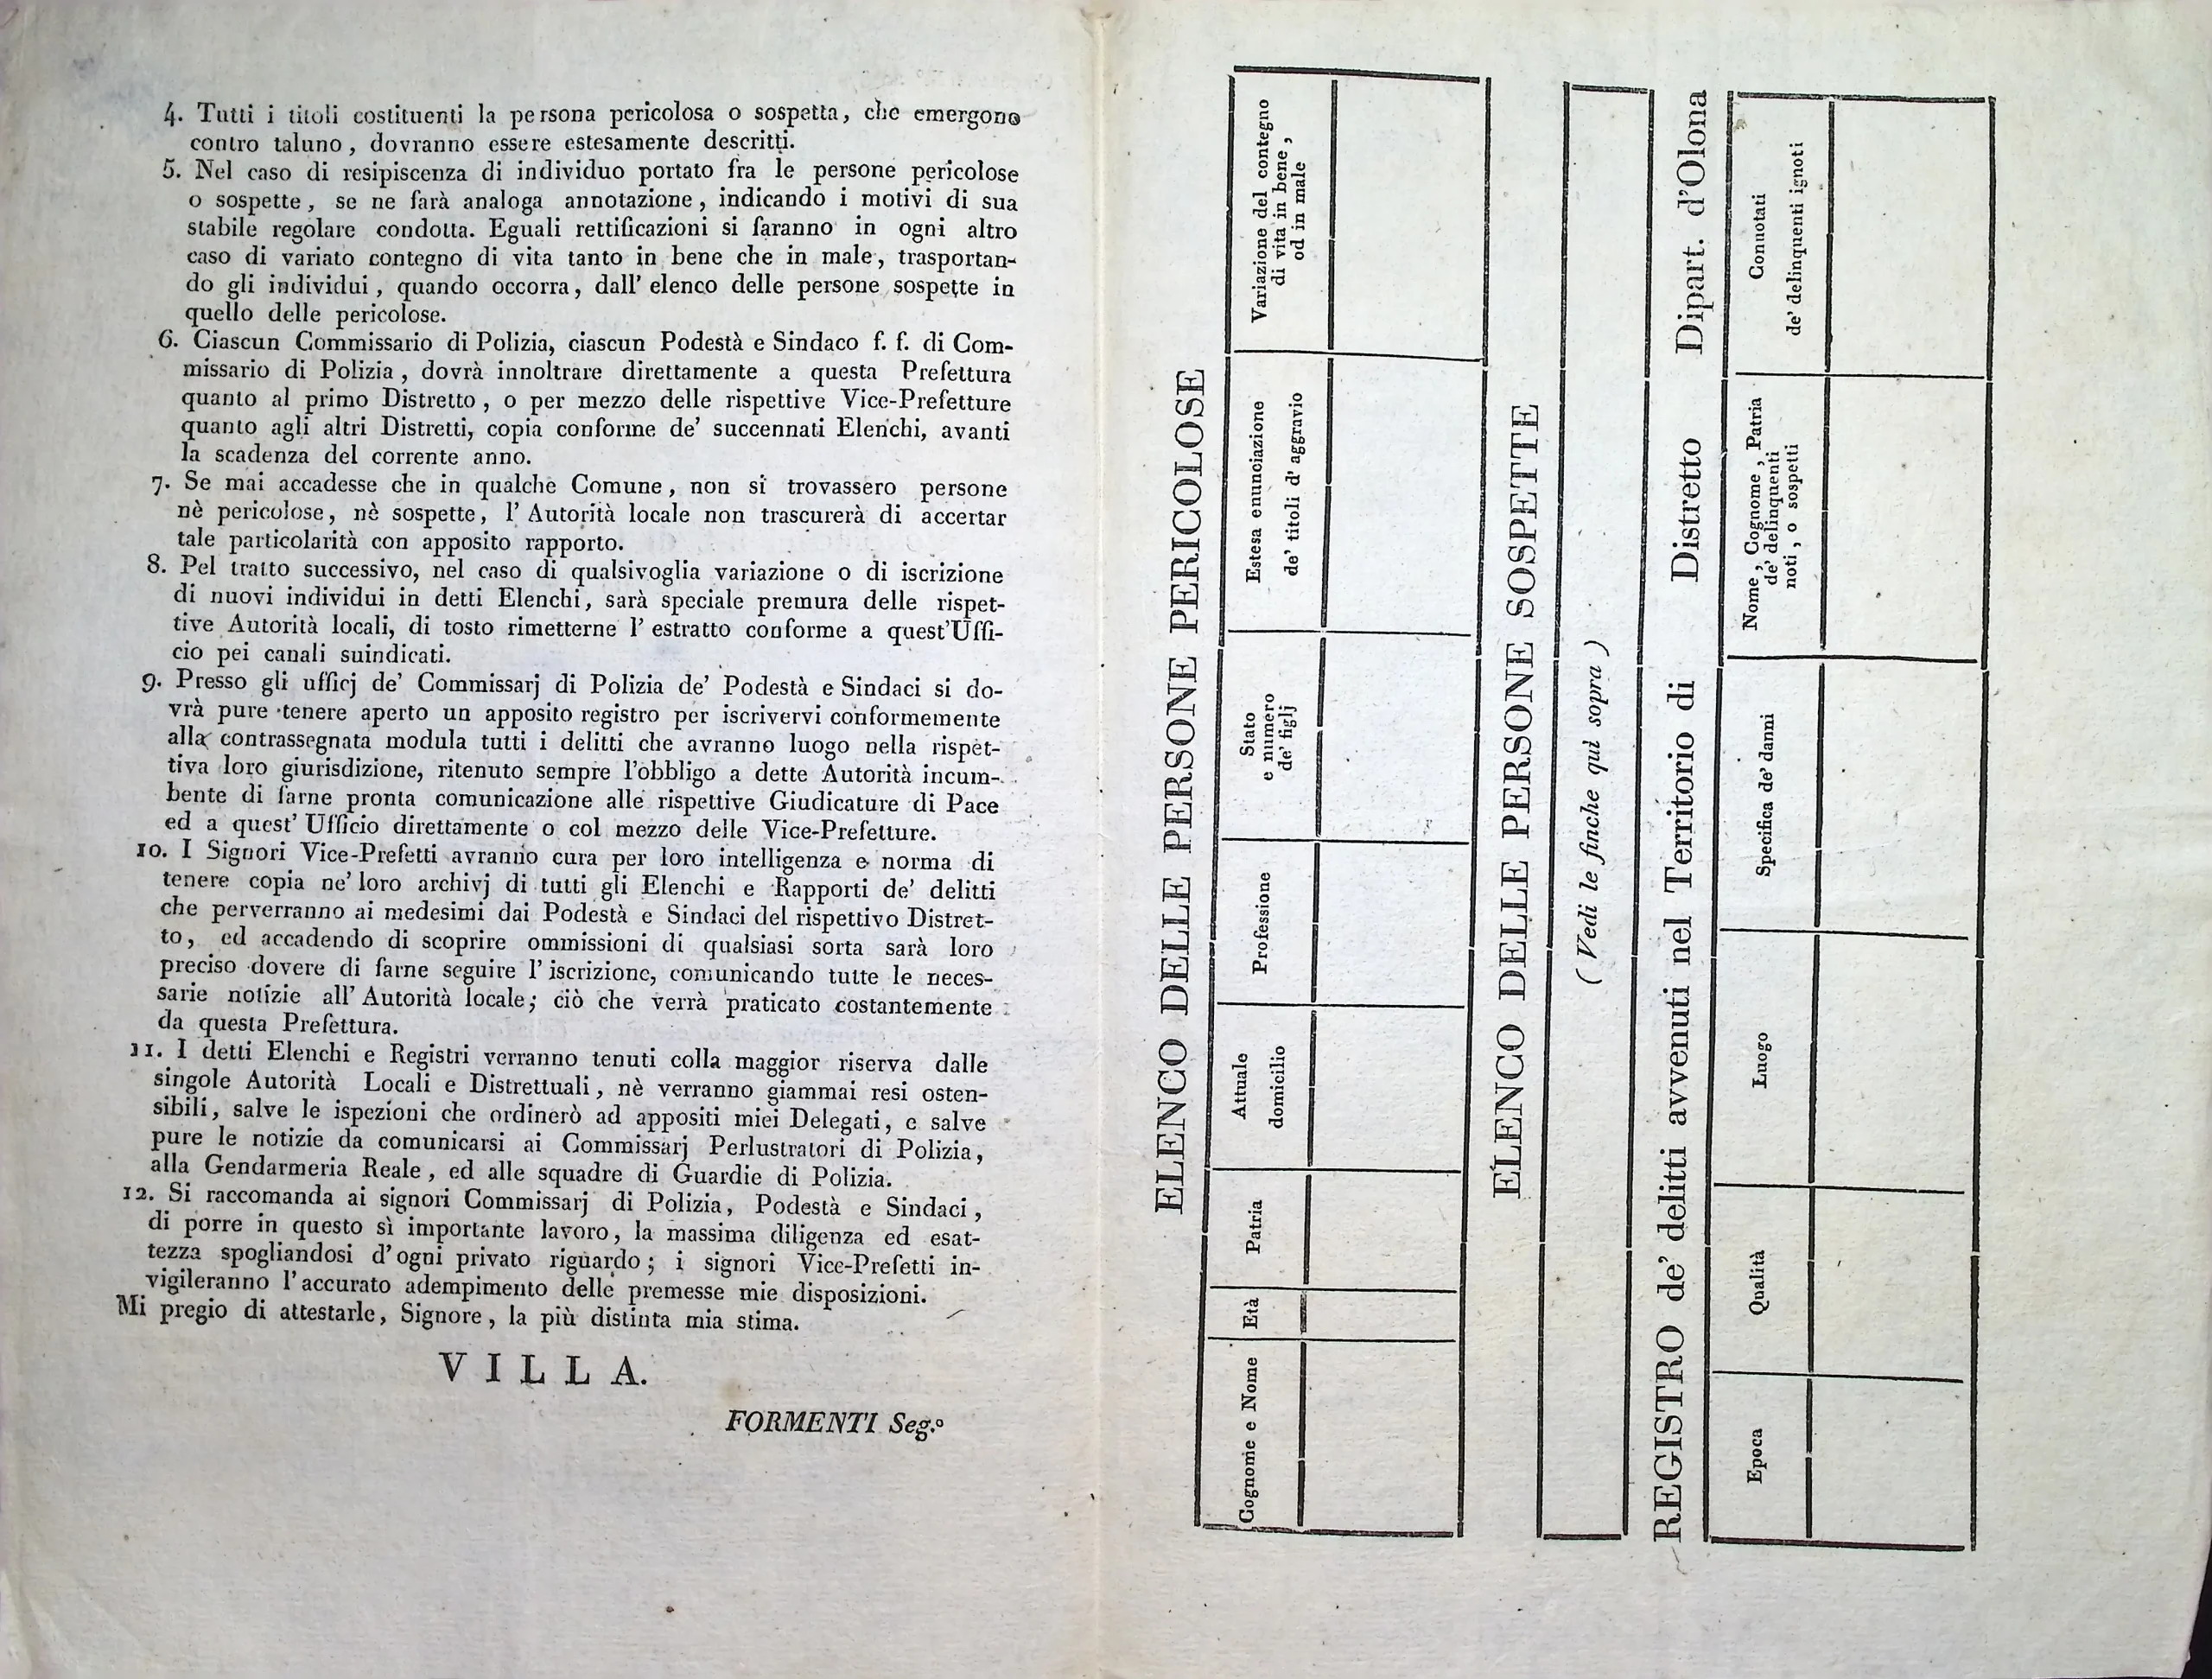 4. Tutti i titoli costituenti la persona pericolosa o sospetta, che emergono
contro taluno, dovranno essere estesamente descritti.
5. Nel caso di resipiscenza di individuo portato fra le persone pericolose
o sospette, se ne farà analoga annotazione, indicando i motivi di sua
stabile regolare condotta. Eguali rettificazioni si faranno in ogni altro
caso di variato contegno di vita tanto in bene che in male, trasportan-
do gli individui, quando occorra, dall' elenco delle persone sospette in
quello delle pericolose.
6. Ciascun Commissario di Polizia, ciascun Podestà e Sindaco f. f. di Com-
missario di Polizia, dovrà innoltrare direttamente a questa Prefettura
quanto al primo Distretto, o per mezzo delle rispettive Vice-Prefetture
quanto agli altri Distretti, copia conforme de' succennati Elenchi, avanti
la scadenza del corrente anno.
7. Se mai accadesse che in qualche Comune, non si trovassero persone
nè pericolose, nè sospette, l' Autorità locale non trascurerà di accertar
tale particolarità con apposito rapporto.
8. Pel tratto successivo, nel caso di qualsivoglia variazione o di iscrizione
di nuovi individui in detti Elenchi, sarà speciale premura delle rispet-
tive Autorità locali, di tosto rimetterne l' estratto conforme a quest'Uffi-
cio pei canali suindicati.
9. Presso gli ufficj de' Commissarj di Polizia de' Podestà e Sindaci si do-
vrà pure tenere aperto un apposito registro per iscrivervi conformemente
alla contrassegnata modula tutti i delitti che avranno luogo nella rispet-
tiva loro giurisdizione, ritenuto sempre l'obbligo a dette Autorità incum-
bente di farne pronta comunicazione alle rispettive Giudicature di Pace
ed a quest' Ufficio direttamente o col mezzo delle Vice-Prefetture.
10. I Signori Vice-Prefetti avranno cura per loro intelligenza e norma di
tenere copia ne' loro archivj di tutti gli Elenchi e Rapporti de' delitti
che perverranno ai medesimi dai Podestà e Sindaci del rispettivo Distret-
to, ed accadendo di scoprire ommissioni di qualsiasi sorta sarà loro
preciso dovere di farne seguire l' iscrizione, comunicando tutte le neces-
sarie notizie all' Autorità locale; ciò che verrà praticato costantemente
da questa Prefettura.
11. I detti Elenchi e Registri verranno tenuti colla maggior riserva dalle
singole Autorità Locali e Distrettuali, nè verranno giammai resi osten-
sibili, salve le ispezioni che ordinerò ad appositi miei Delegati, e salve
pure le notizie da comunicarsi ai Commissarj Perlustratori di Polizia,
alla Gendarmeria Reale, ed alle squadre di Guardie di Polizia.
12. Si raccomanda ai signori Commissarj di Polizia, Podestà e Sindaci,
di porre in questo sì importante lavoro, la massima diligenza ed esat-
tezza spogliandosi d' ogni privato riguardo; i signori Vice-Prefetti in-
vigileranno l' accurato adempimento delle premesse mie disposizioni.
Mi pregio di attestarle, Signore, la più distinta mia stima.
VILLA.
FORMENTI Seg.º
ELENCO DELLE PERSONE PERICOLOSE
Cognome e Nome
Età
Patria
Attuale
domicilio
Professione
Stato
e numero
de' figlj
Estesa enunciazione
de' titoli d' aggravio
Variazione del contegno
di vita in bene,
od in male
ELENCO DELLE PERSONE SOSPETTE
( Vedi le finche quì sopra )
REGISTRO de' delitti avvenuti nel Territorio di Distretto Dipart. d'Olona
Epoca
Qualità
Luogo
Specifica de' danni
Nome, Cognome, Patria
de' delinquenti
noti, o sospetti
Connotati
de' delinquenti ignoti